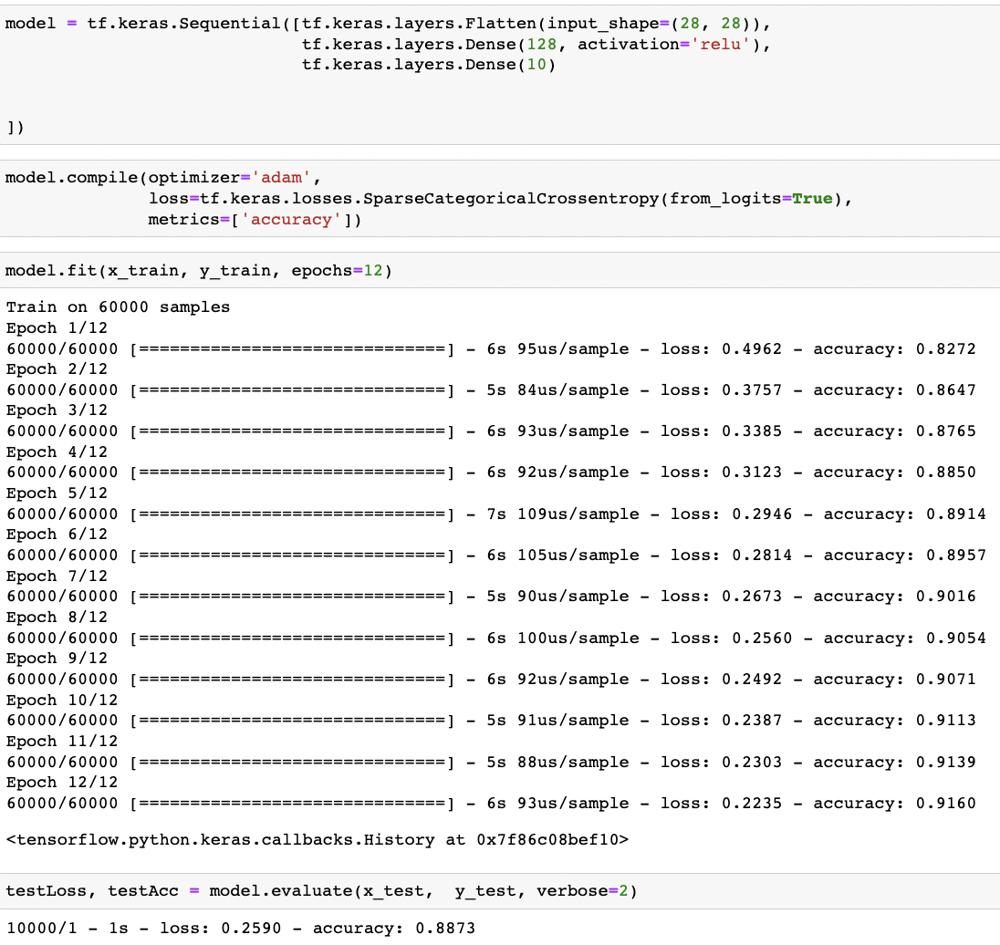 model = tf.keras.Sequential([tf.keras.layers.Flatten(input_shape=(28, 28)),
                             tf.keras.layers.Dense(128, activation='relu'),
                             tf.keras.layers.Dense(10)
])
model.compile(optimizer='adam',
              loss=tf.keras.losses.SparseCategoricalCrossentropy(from_logits=True),
              metrics=['accuracy'])
model.fit(x_train, y_train, epochs=12)
Train on 60000 samples
Epoch 1/12
60000/60000 [==============================] - 6s 95us/sample - loss: 0.4962 - accuracy: 0.8272
Epoch 2/12
60000/60000 [==============================] - 5s 84us/sample - loss: 0.3757 - accuracy: 0.8647
Epoch 3/12
60000/60000 [==============================] - 6s 93us/sample - loss: 0.3385 - accuracy: 0.8765
Epoch 4/12
60000/60000 [==============================] - 6s 92us/sample - loss: 0.3123 - accuracy: 0.8850
Epoch 5/12
60000/60000 [==============================] - 7s 109us/sample - loss: 0.2946 - accuracy: 0.8914
Epoch 6/12
60000/60000 [==============================] - 6s 105us/sample - loss: 0.2814 - accuracy: 0.8957
Epoch 7/12
60000/60000 [==============================] - 5s 90us/sample - loss: 0.2673 - accuracy: 0.9016
Epoch 8/12
60000/60000 [==============================] - 6s 100us/sample - loss: 0.2560 - accuracy: 0.9054
Epoch 9/12
60000/60000 [==============================] - 6s 92us/sample - loss: 0.2492 - accuracy: 0.9071
Epoch 10/12
60000/60000 [==============================] - 5s 91us/sample - loss: 0.2387 - accuracy: 0.9113
Epoch 11/12
60000/60000 [==============================] - 5s 88us/sample - loss: 0.2303 - accuracy: 0.9139
Epoch 12/12
60000/60000 [==============================] - 6s 93us/sample - loss: 0.2235 - accuracy: 0.9160
<tensorflow.python.keras.callbacks.History at 0x7f86c08bef10>
testLoss, testAcc = model.evaluate(x_test,  y_test, verbose=2)
10000/1 - 1s - loss: 0.2590 - accuracy: 0.8873